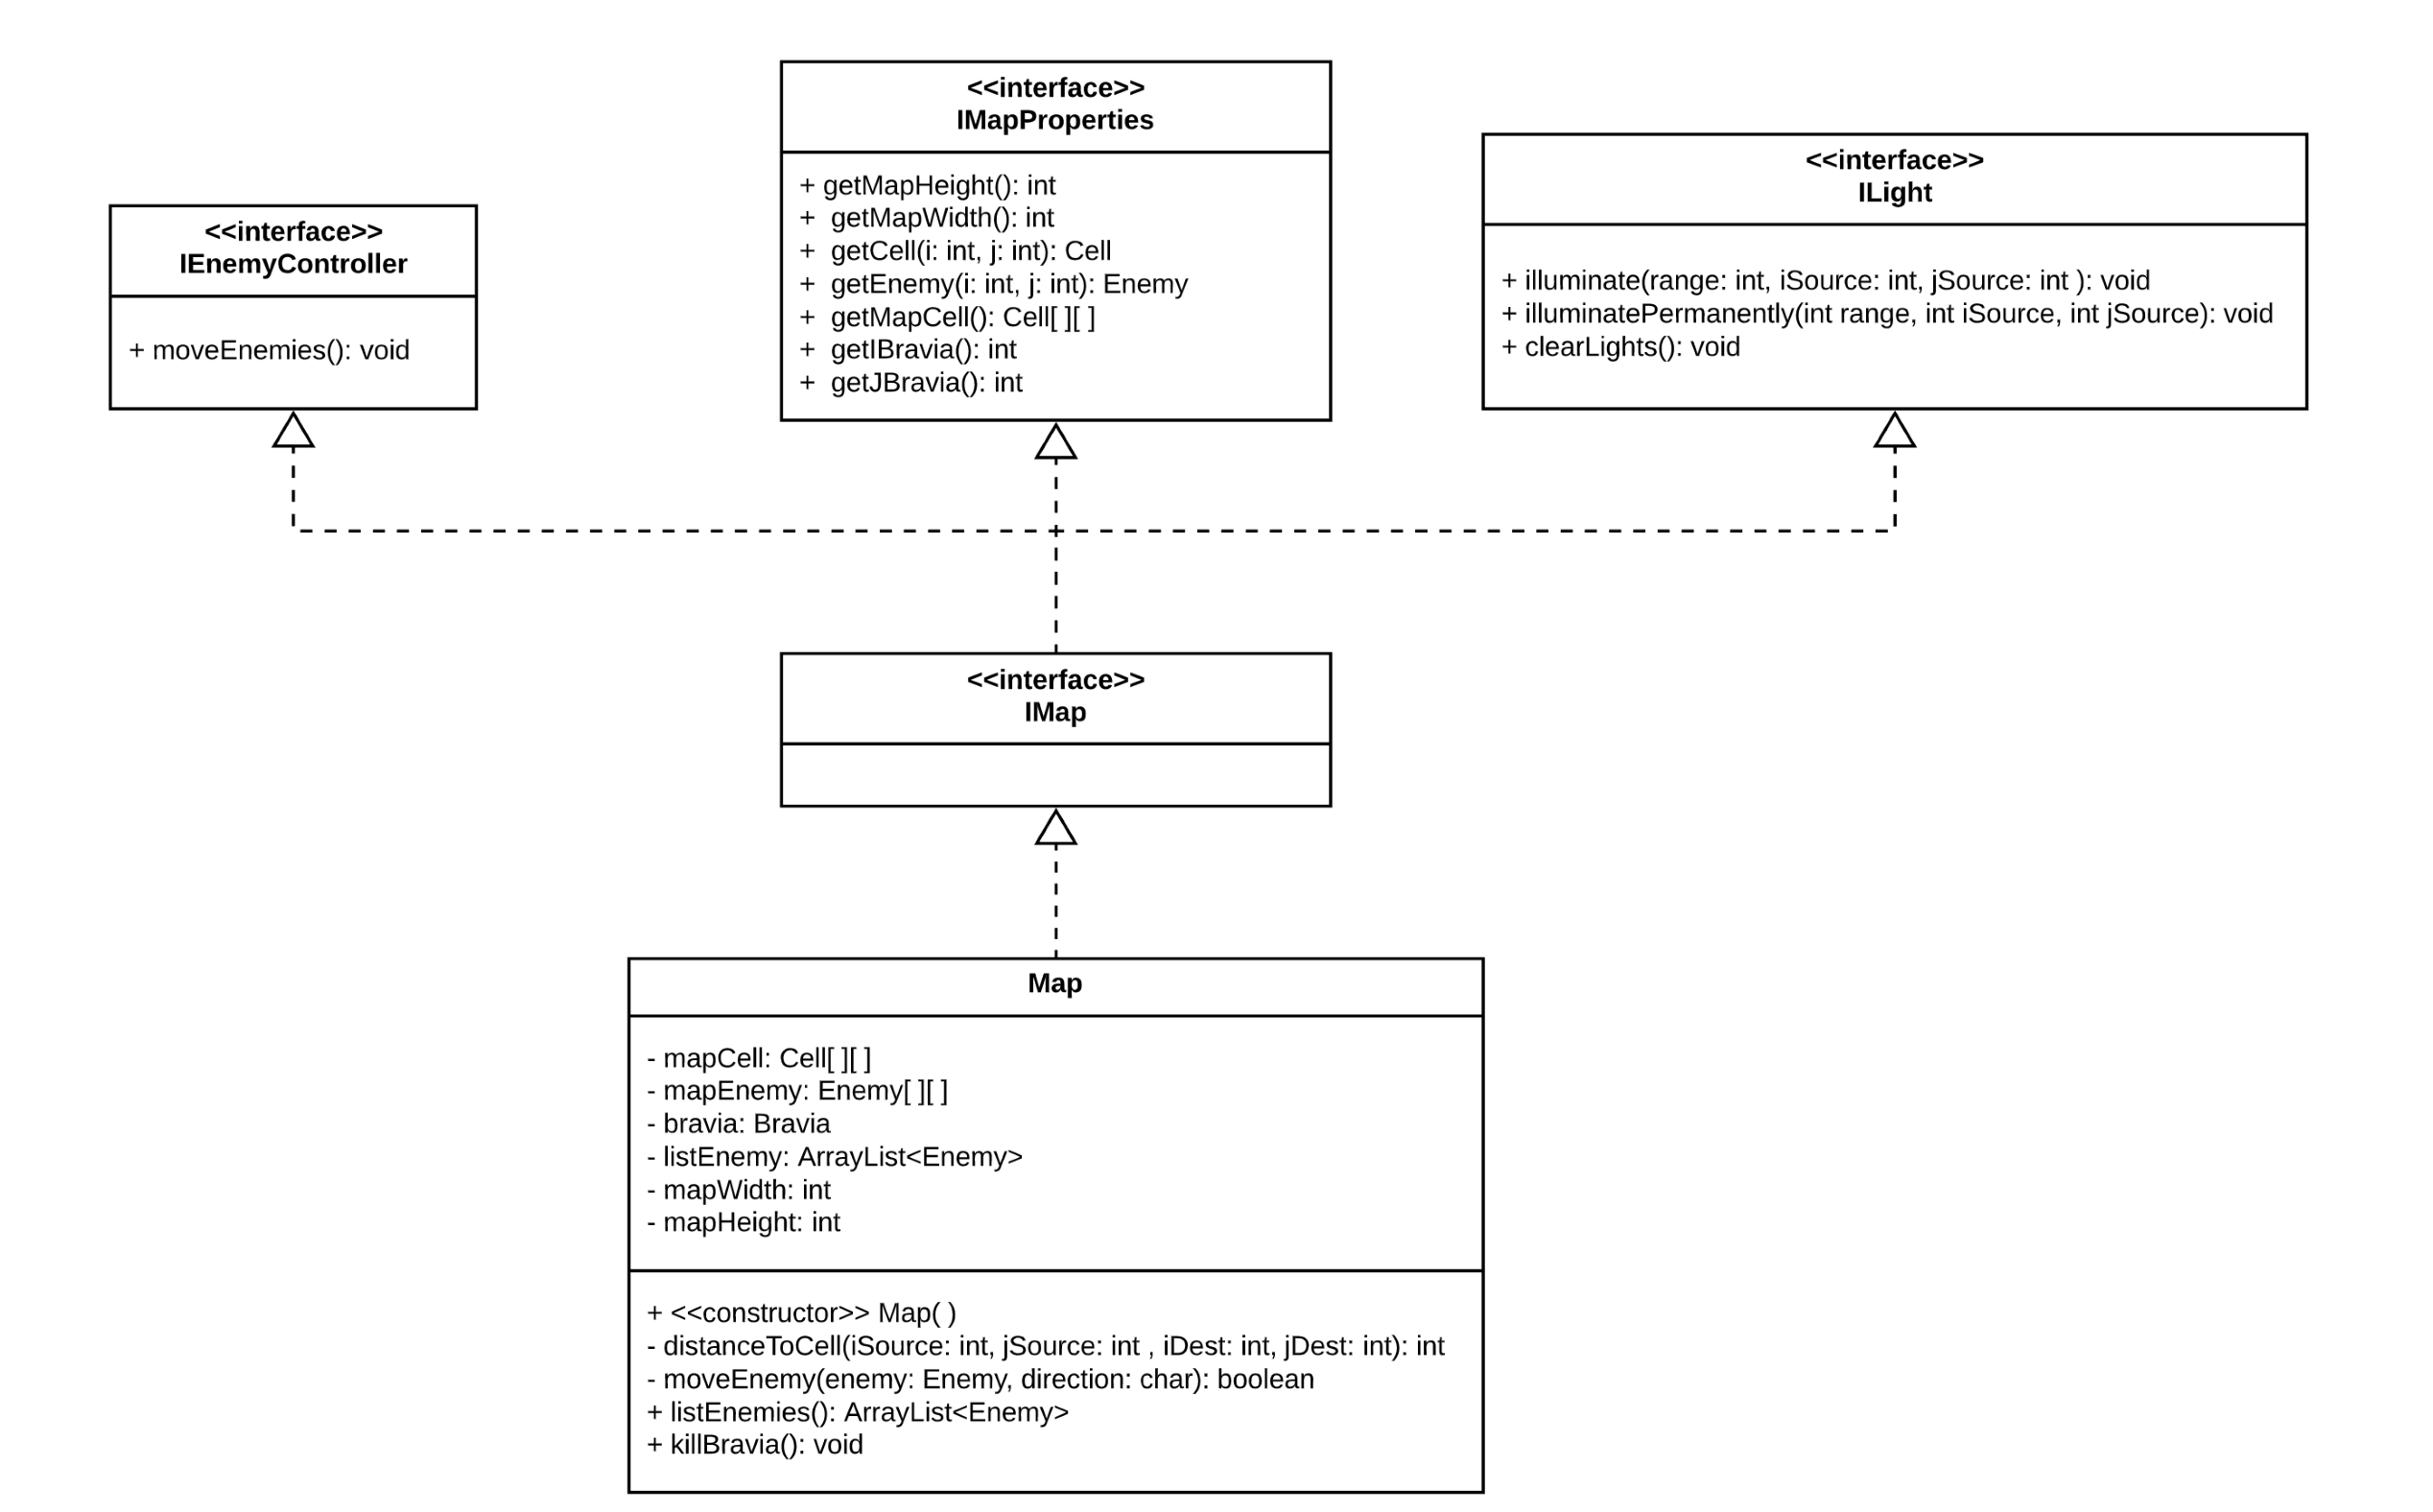 <<interface>>
IEnemyController
+ moveEnemies(): void
<<interface>>
IMapProperties
+ getMapHeight(): int
+  getMapWidth(): int
+  getCell(i: int, j: int): Cell
+  getEnemy(i: int, j: int): Enemy
+  getMapCell(): Cell[ ][ ]
+  getIBravia(): int
+  getJBravia(): int
<<interface>>
ILight
+ illuminate(range: int, iSource: int, jSource: int ): void
+ illuminatePermanently(int range, int iSource, int jSource): void
+ clearLights(): void
<<interface>>
IMap
Map
- mapCell: Cell[ ][ ]
- mapEnemy: Enemy[ ][ ]
- bravia: Bravia
- listEnemy: ArrayList<Enemy>
- mapWidth: int
- mapHeight: int
+ <<constructor>> Map( )
- distanceToCell(iSource: int, jSource: int , iDest: int, jDest: int): int
- moveEnemy(enemy: Enemy, direction: char): boolean
+ listEnemies(): ArrayList<Enemy>
+ killBravia(): void